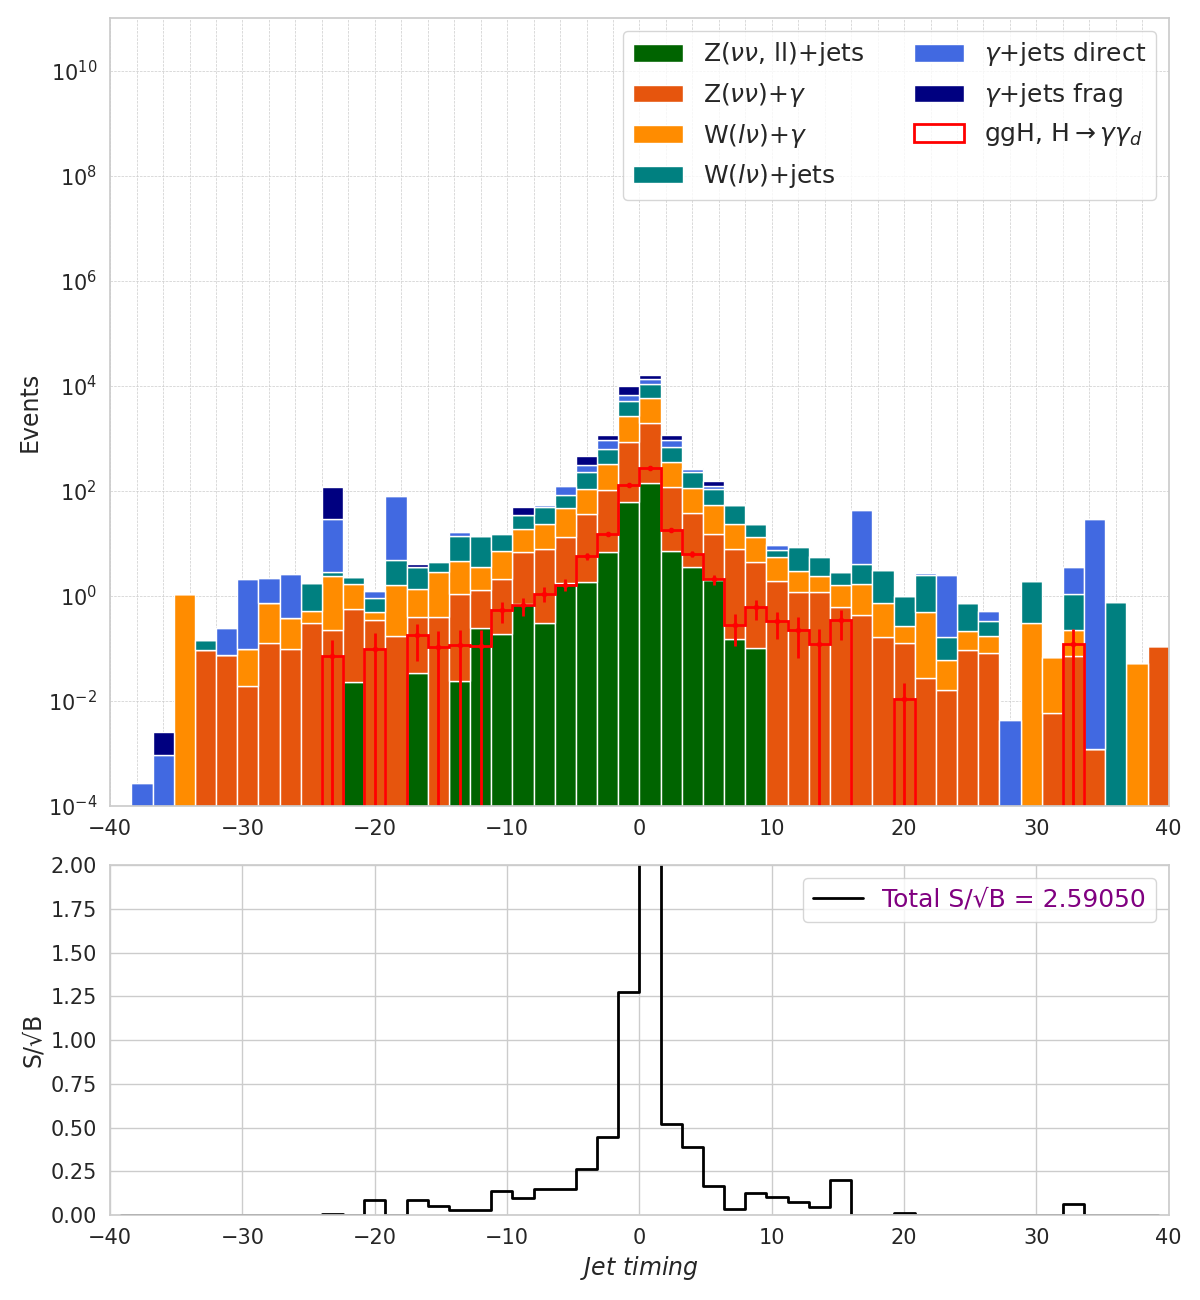 Z(νν, ll)+jets
Z(νν)+γ
W(lν)+γ
W(lν)+jets
γ+jets direct
γ+jets frag
ggH, H→γγ_d
Events
10^10
10^8
10^6
10^4
10^2
10^0
10^−2
10^−4
−40 −30 −20 −10 0 10 20 30 40
Total S/√B = 2.59050
S/√B
2.00
1.75
1.50
1.25
1.00
0.75
0.50
0.25
0.00
−40 −30 −20 −10 0 10 20 30 40
Jet timing